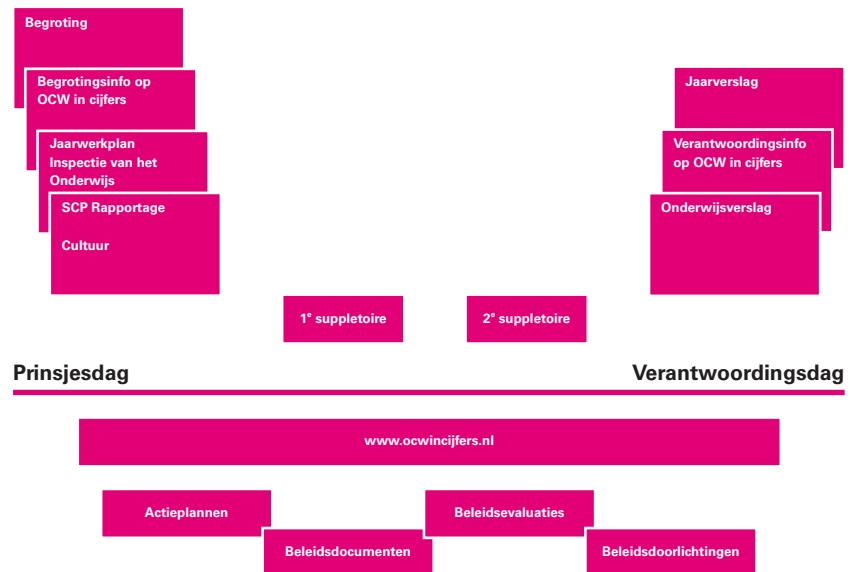 Begroting
Begrotingsinfo op
OCW in cijfers
Jaarwerkplan
Inspectie van het
Onderwijs
SCP Rapportage
Cultuur
Jaarverslag
Verantwoordingsinfo
op OCW in cijfers
Onderwijsverslag
1e suppletoire
2e suppletoire
Prinsjesdag
Verantwoordingsdag
www.ocwincijfers.nl
Actieplannen
Beleidsevaluaties
Beleidsdocumenten
Beleidsdoorlichtingen